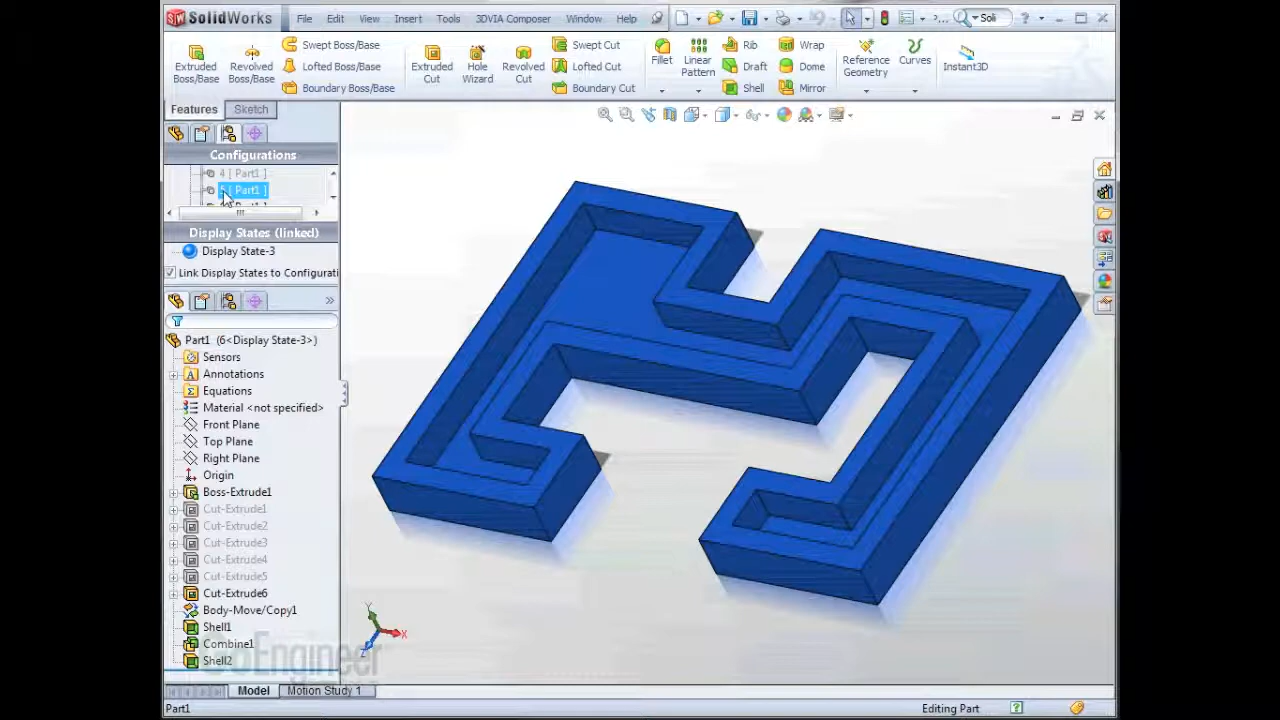 SolidWorks File Edit View Insert Tools 3DVIA Composer Window Help Soli
Extruded Boss/Base
Revolved Boss/Base
Swept Boss/Base
Lofted Boss/Base
Boundary Boss/Base
Extruded Cut
Hole Wizard
Revolved Cut
Swept Cut
Lofted Cut
Boundary Cut
Fillet
Linear Pattern
Rib
Draft
Shell
Wrap
Dome
Mirror
Reference Geometry
Curves
Instant3D
Features Sketch
Configurations
4 [ Part1 ]
[ Part1 ]
Display States (linked)
Display State-3
Link Display States to Configurati
Part1 (6<Display State-3>)
Sensors
Annotations
Equations
Material <not specified>
Front Plane
Top Plane
Right Plane
Origin
Boss-Extrude1
Cut-Extrude1
Cut-Extrude2
Cut-Extrude3
Cut-Extrude4
Cut-Extrude5
Cut-Extrude6
Body-Move/Copy1
Shell1
Combine1
Shell2
GoEngineer
Y
X
Z
Model Motion Study 1
Part1 Editing Part